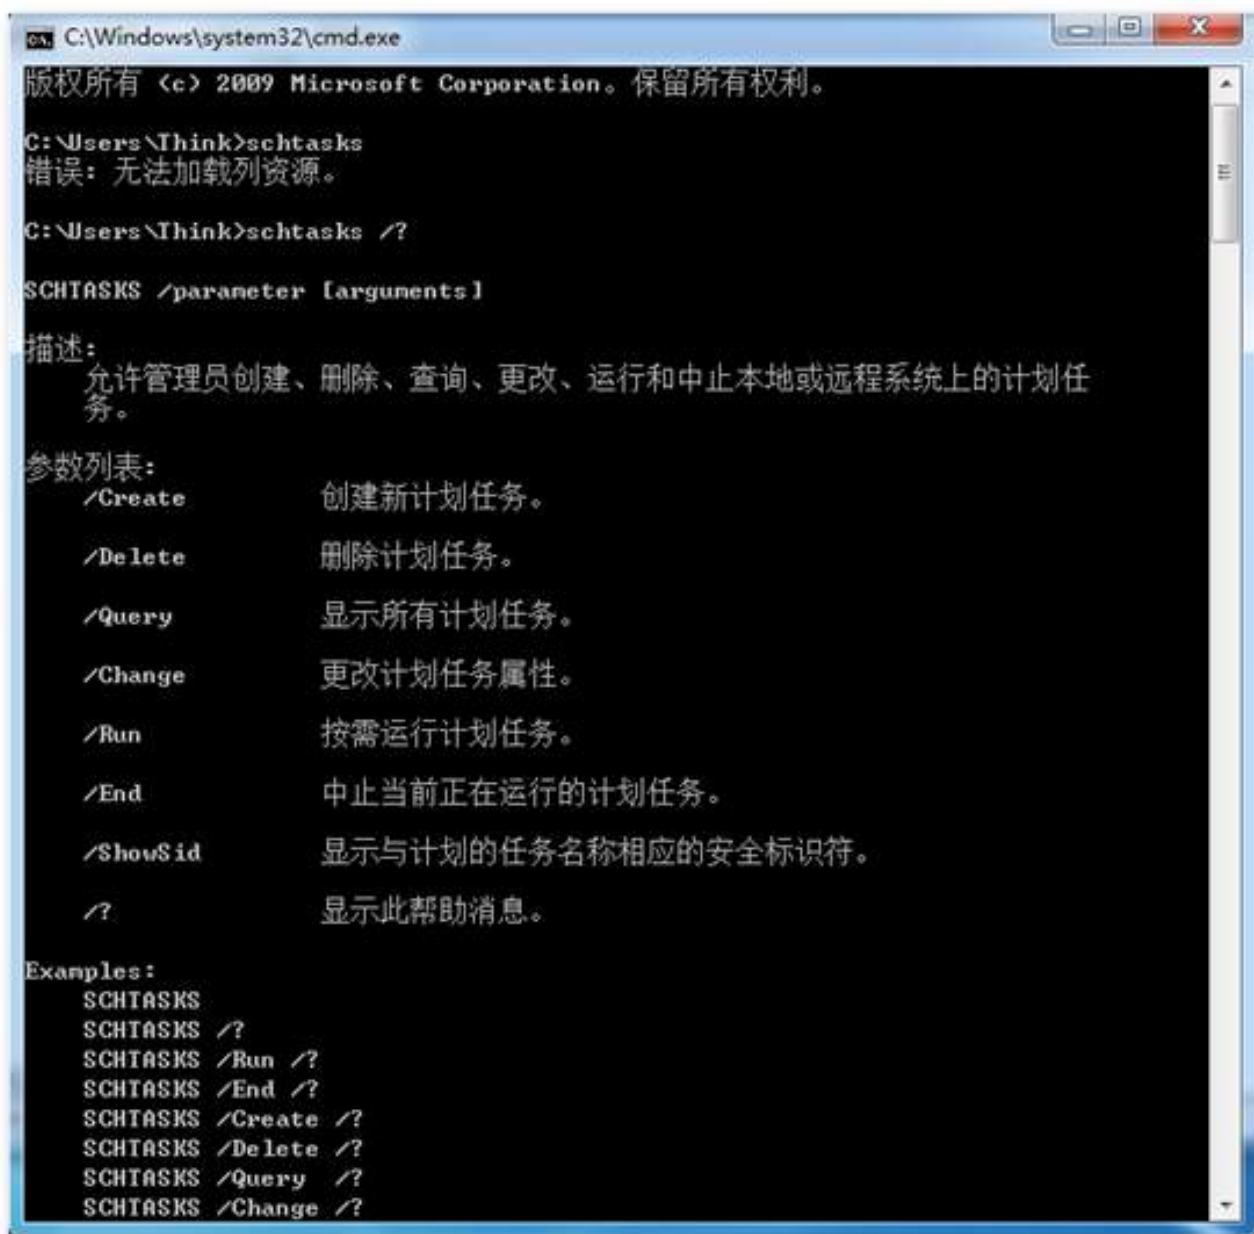 C:\Windows\system32\cmd.exe
版权所有 (c) 2009 Microsoft Corporation。保留所有权利。
C:\Users\Think>schtasks
错误: 无法加载列资源。
C:\Users\Think>schtasks /?
SCHTASKS /parameter [arguments]
描述:
允许管理员创建、删除、查询、更改、运行和中止本地或远程系统上的计划任
务。
参数列表:
/Create 创建新计划任务。
/Delete 删除计划任务。
/Query 显示所有计划任务。
/Change 更改计划任务属性。
/Run 按需运行计划任务。
/End 中止当前正在运行的计划任务。
/ShowSid 显示与计划的任务名称相应的安全标识符。
/? 显示此帮助消息。
Examples:
SCHTASKS
SCHTASKS /?
SCHTASKS /Run /?
SCHTASKS /End /?
SCHTASKS /Create /?
SCHTASKS /Delete /?
SCHTASKS /Query /?
SCHTASKS /Change /?